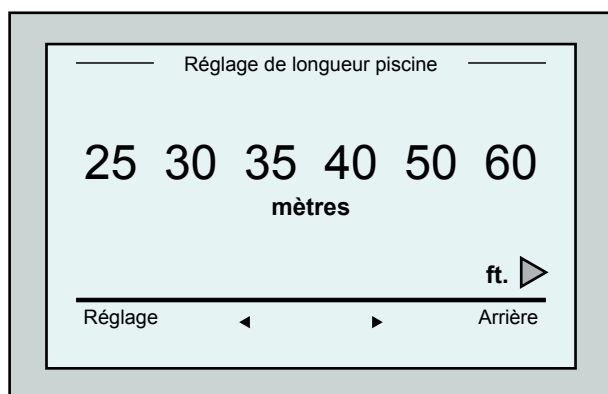 Réglage de longueur piscine
25 30 35 40 50 60
mètres
ft.
Réglage Arrière